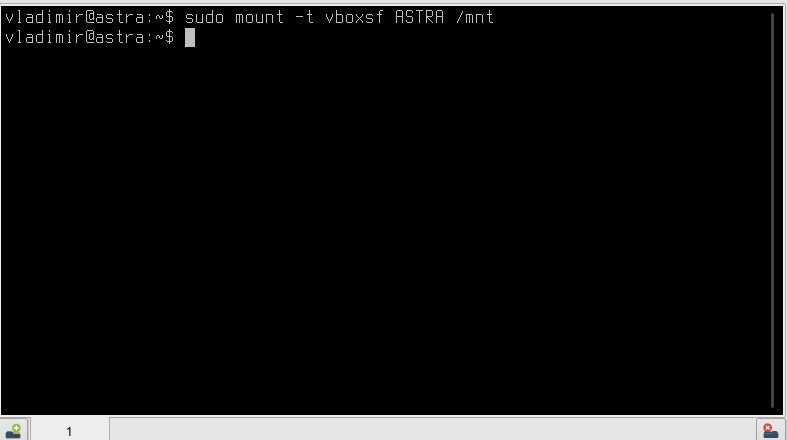 vladimir@astra:~$ sudo mount -t vboxsf ASTRA /mnt
vladimir@astra:~$
1